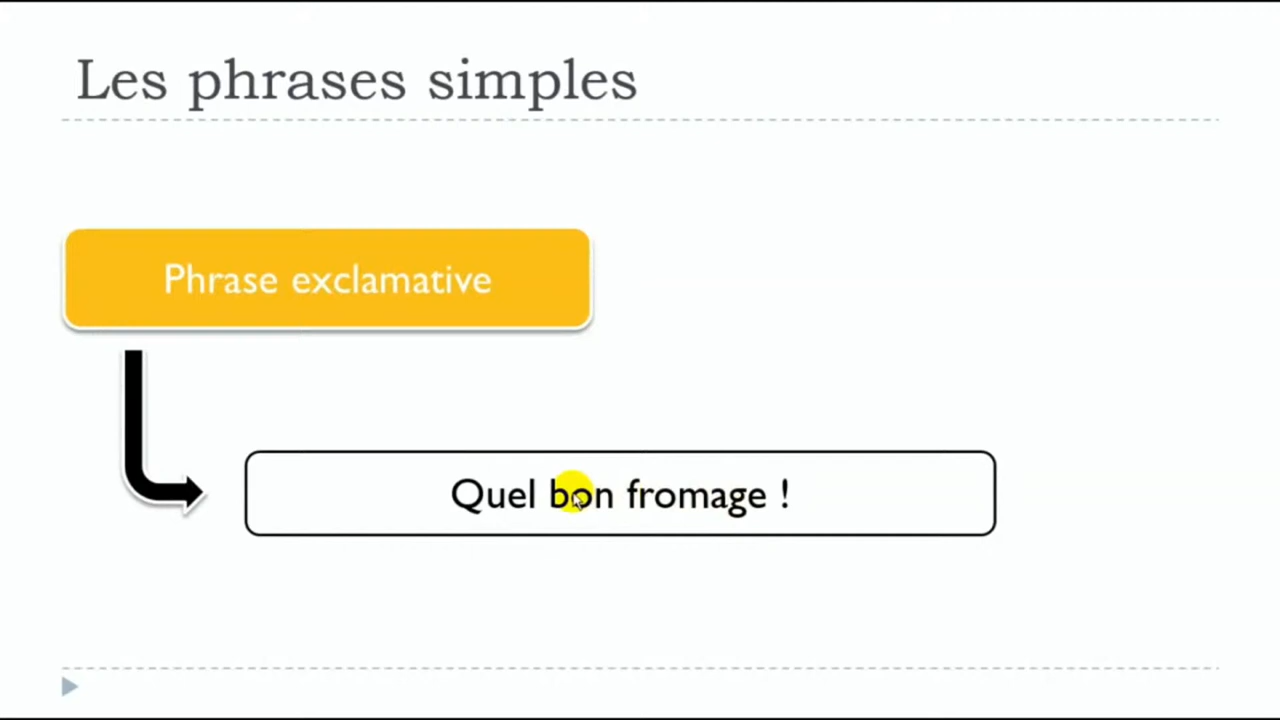 Les phrases simples
Phrase exclamative
Quel bon fromage !